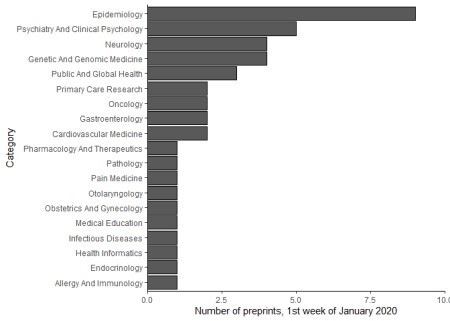 Epidemiology
Psychiatry And Clinical Psychology
Neurology
Genetic And Genomic Medicine
Public And Global Health
Primary Care Research
Oncology
Gastroenterology
Cardiovascular Medicine
Pharmacology And Therapeutics
Pathology
Pain Medicine
Otolaryngology
Obstetrics And Gynecology
Medical Education
Infectious Diseases
Health Informatics
Endocrinology
Allergy And Immunology
Category
0.0 2.5 5.0 7.5 10.0
Number of preprints, 1st week of January 2020